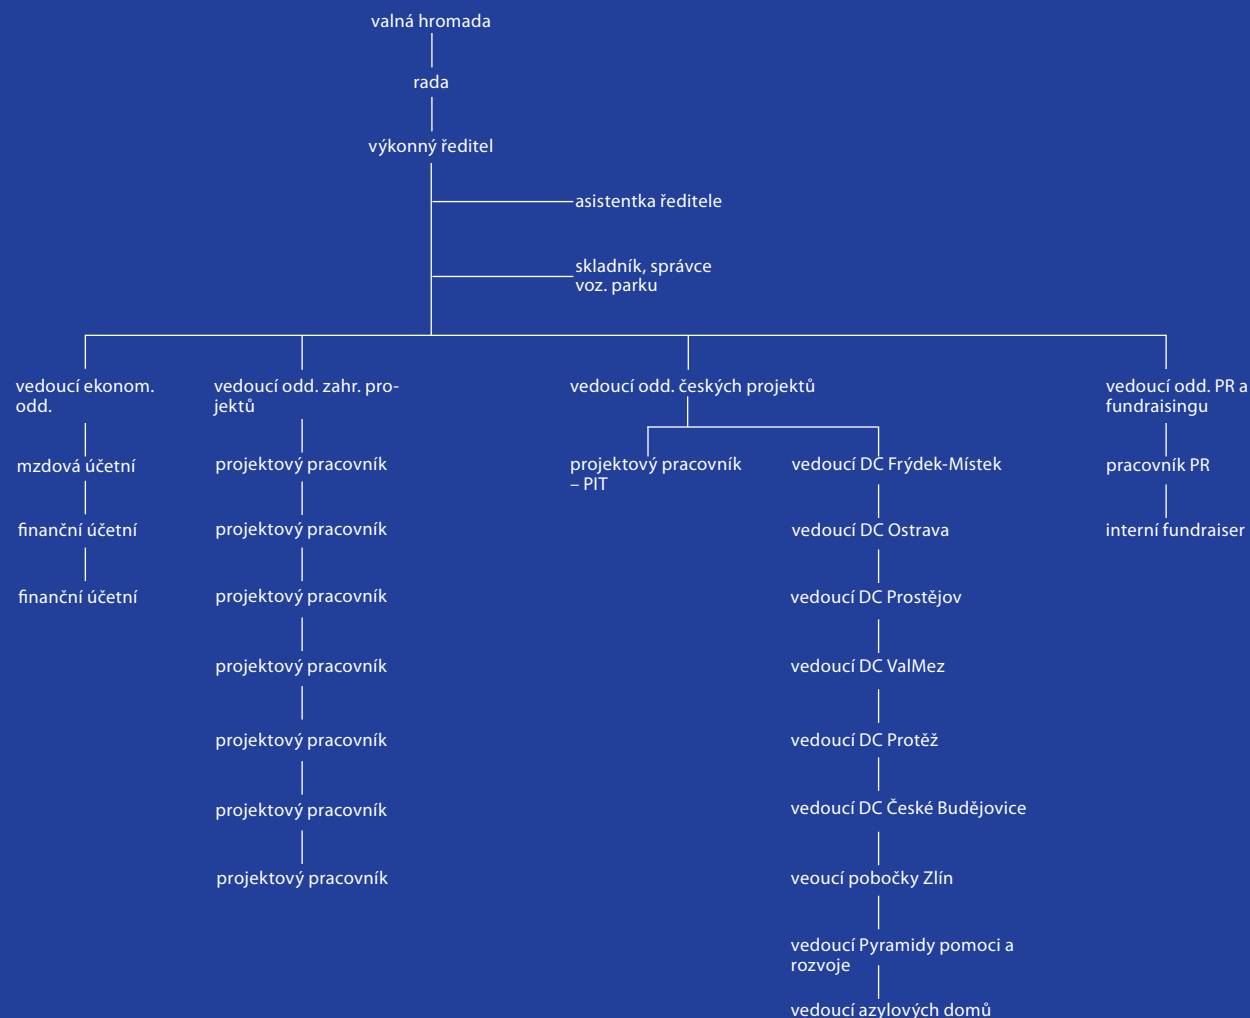 valná hromada
rada
výkonný ředitel
asistentka ředitele
skladník, správce
voz. parku
vedoucí ekonom.
odd.
mzdová účetní
finanční účetní
finanční účetní
vedoucí odd. zahr. pro-
jektů
projektový pracovník
projektový pracovník
projektový pracovník
projektový pracovník
projektový pracovník
projektový pracovník
projektový pracovník
vedoucí odd. českých projektů
projektový pracovník
– PIT
vedoucí DC Frýdek-Místek
vedoucí DC Ostrava
vedoucí DC Prostějov
vedoucí DC ValMez
vedoucí DC Protěž
vedoucí DC České Budějovice
veoucí pobočky Zlín
vedoucí Pyramidy pomoci a
rozvoje
vedoucí azylových domů
vedoucí odd. PR a
fundraisingu
pracovník PR
interní fundraiser